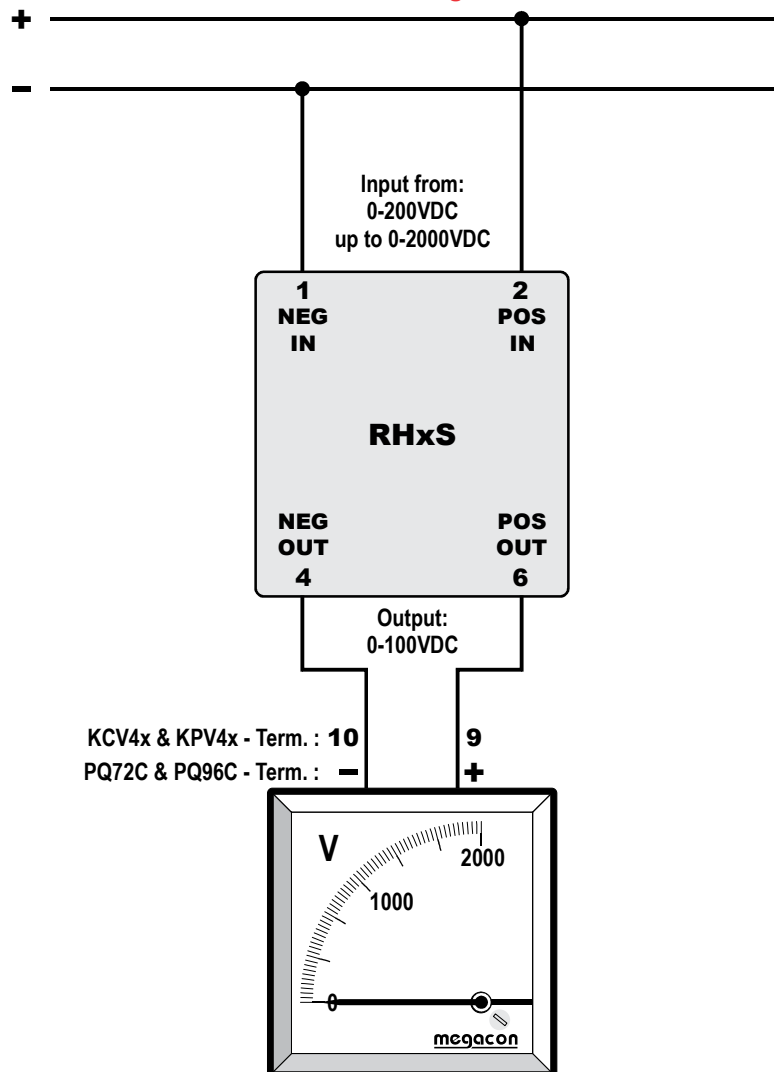 +
−
Input from:
0-200VDC
up to 0-2000VDC
1 2
NEG POS
IN IN
RHxS
NEG POS
OUT OUT
4 6
Output:
0-100VDC
KCV4x & KPV4x - Term. : 10 9
PQ72C & PQ96C - Term. : − +
V
2000
1000
0
megacon